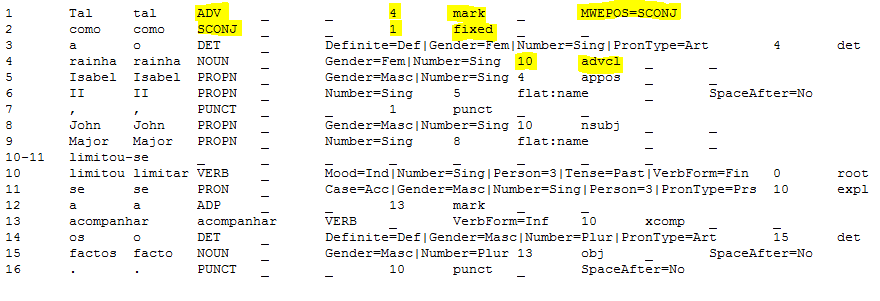 1 Tal tal ADV _ _ 4 mark _ MWEPOS=SCONJ
2 como como SCONJ _ _ 1 fixed _ _
3 a o DET _ Definite=Def|Gender=Fem|Number=Sing|PronType=Art 4 det
4 rainha rainha NOUN _ Gender=Fem|Number=Sing 10 advcl _ _
5 Isabel Isabel PROPN _ Gender=Masc|Number=Sing 4 appos _ _
6 II II PROPN _ Number=Sing 5 flat:name _ SpaceAfter=No
7 , , PUNCT _ _ 1 punct _ _
8 John John PROPN _ Gender=Masc|Number=Sing 10 nsubj _ _
9 Major Major PROPN _ Number=Sing 8 flat:name _ _
10-11 limitou-se _ _ _ _ _ _ _ _
10 limitou limitar VERB _ Mood=Ind|Number=Sing|Person=3|Tense=Past|VerbForm=Fin 0 root
11 se se PRON _ Case=Acc|Gender=Masc|Number=Sing|Person=3|PronType=Prs 10 expl
12 a a ADP _ _ 13 mark _ _
13 acompanhar acompanhar VERB _ VerbForm=Inf 10 xcomp _ _
14 os o DET _ Definite=Def|Gender=Masc|Number=Plur|PronType=Art 15 det
15 factos facto NOUN _ Gender=Masc|Number=Plur 13 obj _ SpaceAfter=No
16 . . PUNCT _ _ 10 punct _ SpaceAfter=No